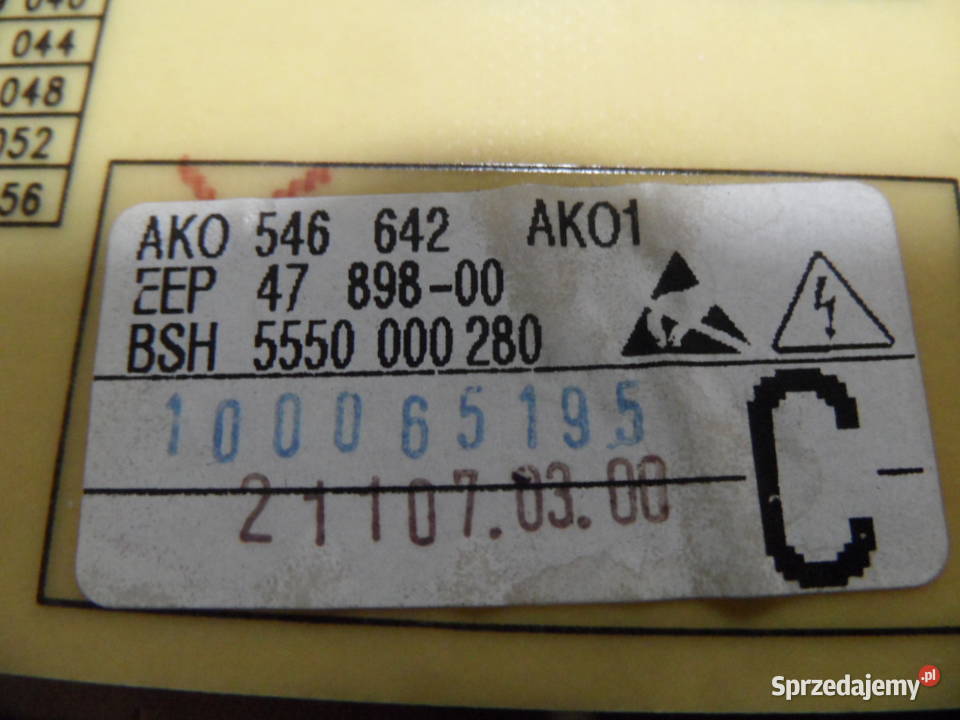 044
048
052
56
AKO 546 642 AKO1
EEP 47 898-00
BSH 5550 000 280
100065195
C -
21107.03.00
Sprzedajemy.pl